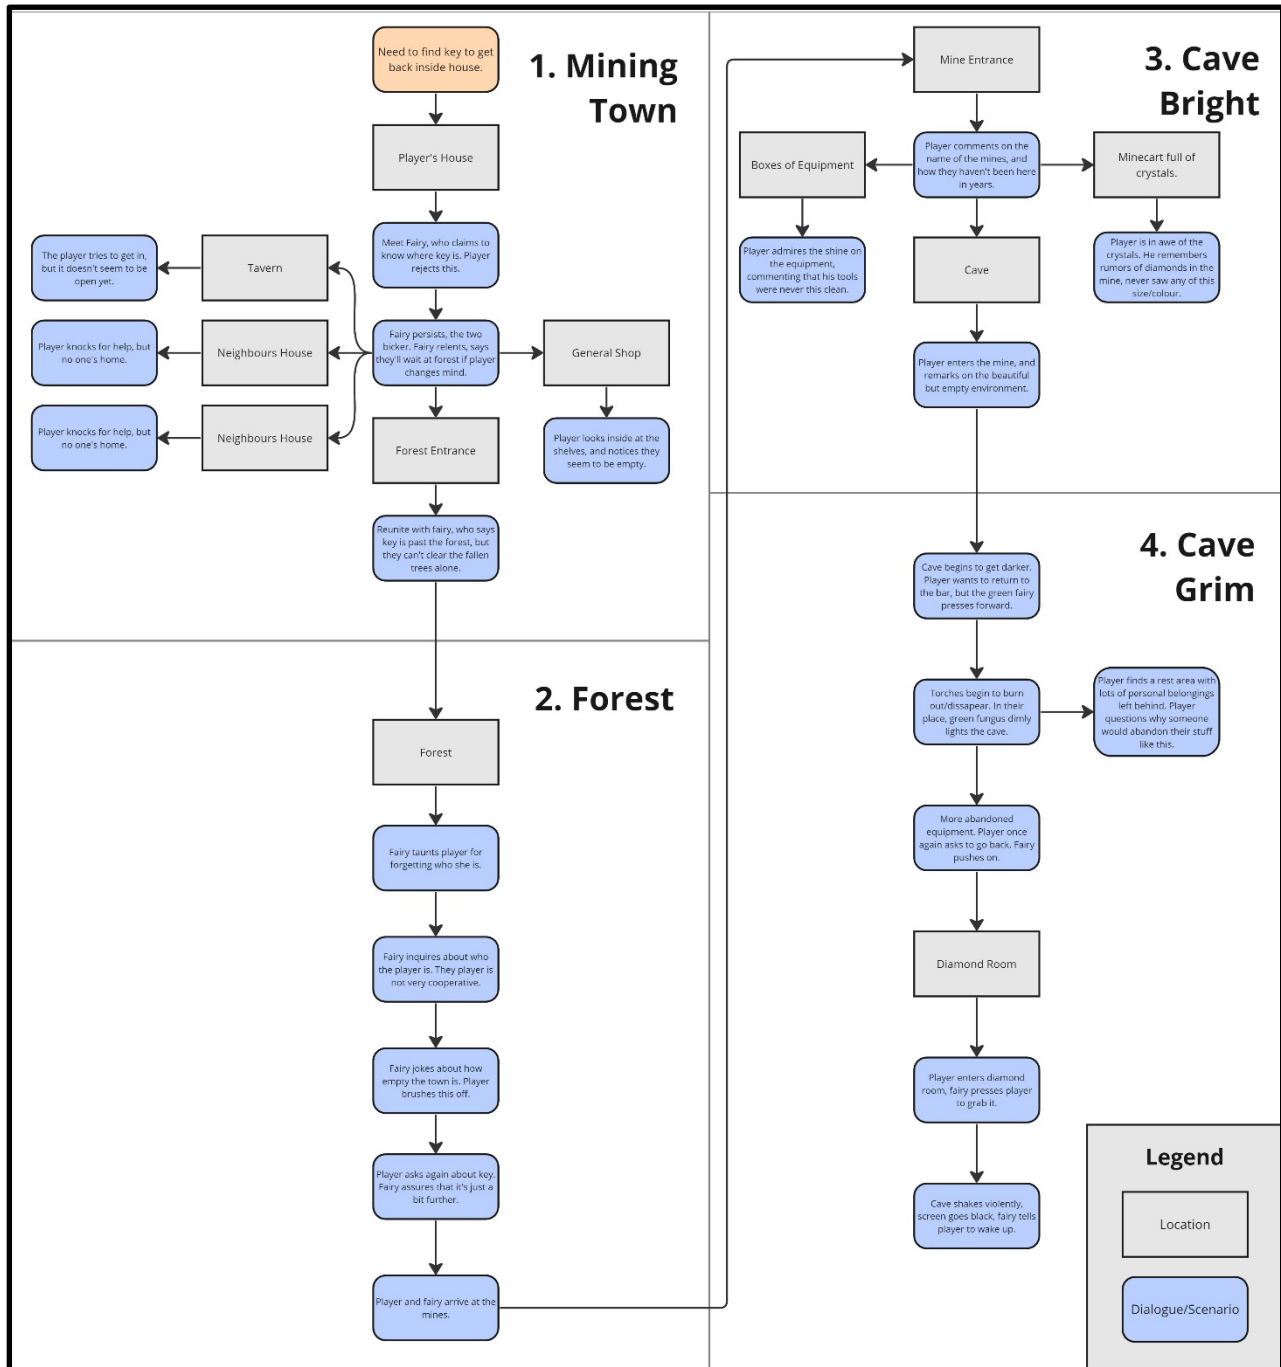 Need to find key to get
back inside house.
1. Mining
Town
Player's House
Meet Fairy, who claims to
know where key is. Player
rejects this.
The player tries to get in,
but it doesn't seem to be
open yet.
Tavern
Player knocks for help, but
no one's home.
Neighbours House
Fairy persists, the two
bicker. Fairy relents, says
they'll wait at forest if player
changes mind.
General Shop
Player knocks for help, but
no one's home.
Neighbours House
Forest Entrance
Player looks inside at the
shelves, and notices they
seem to be empty.
Reunite with fairy, who says
key is past the forest, but
they can't clear the fallen
trees alone.
2. Forest
Forest
Fairy taunts player for
forgetting who she is.
Fairy inquires about who
the player is. They player is
not very cooperative.
Fairy jokes about how
empty the town is. Player
brushes this off.
Player asks again about key.
Fairy assures that it's just a
bit further.
Player and fairy arrive at the
mines.
3. Cave
Bright
Mine Entrance
Boxes of Equipment
Player comments on the
name of the mines, and
how they haven't been here
in years.
Minecart full of
crystals.
Player admires the shine on
the equipment,
commenting that his tools
were never this clean.
Cave
Player is in awe of the
crystals. He remembers
rumors of diamonds in the
mine, never saw any of this
size/colour.
Player enters the mine, and
remarks on the beautiful
but empty environment.
4. Cave
Grim
Cave begins to get darker.
Player wants to return to
the bar, but the green fairy
presses forward.
Torches begin to burn
out/dissapear. In their
place, green fungus dimly
lights the cave.
Player finds a rest area with
lots of personal belongings
left behind. Player
questions why someone
would abandon their stuff
like this.
More abandoned
equipment. Player once
again asks to go back. Fairy
pushes on.
Diamond Room
Player enters diamond
room, fairy presses player
to grab it.
Cave shakes violently,
screen goes black, fairy tells
player to wake up.
Legend
Location
Dialogue/Scenario